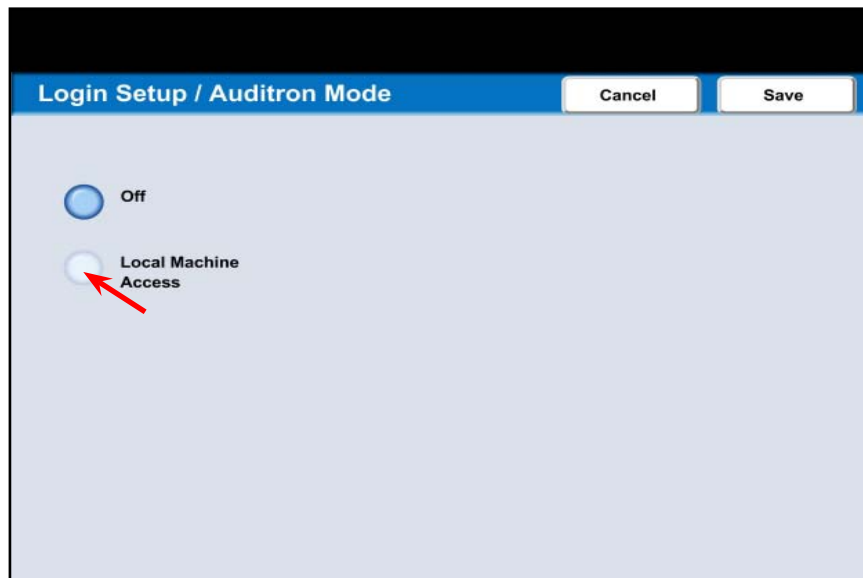 Login Setup / Auditron Mode
Cancel
Save
Off
Local Machine
Access